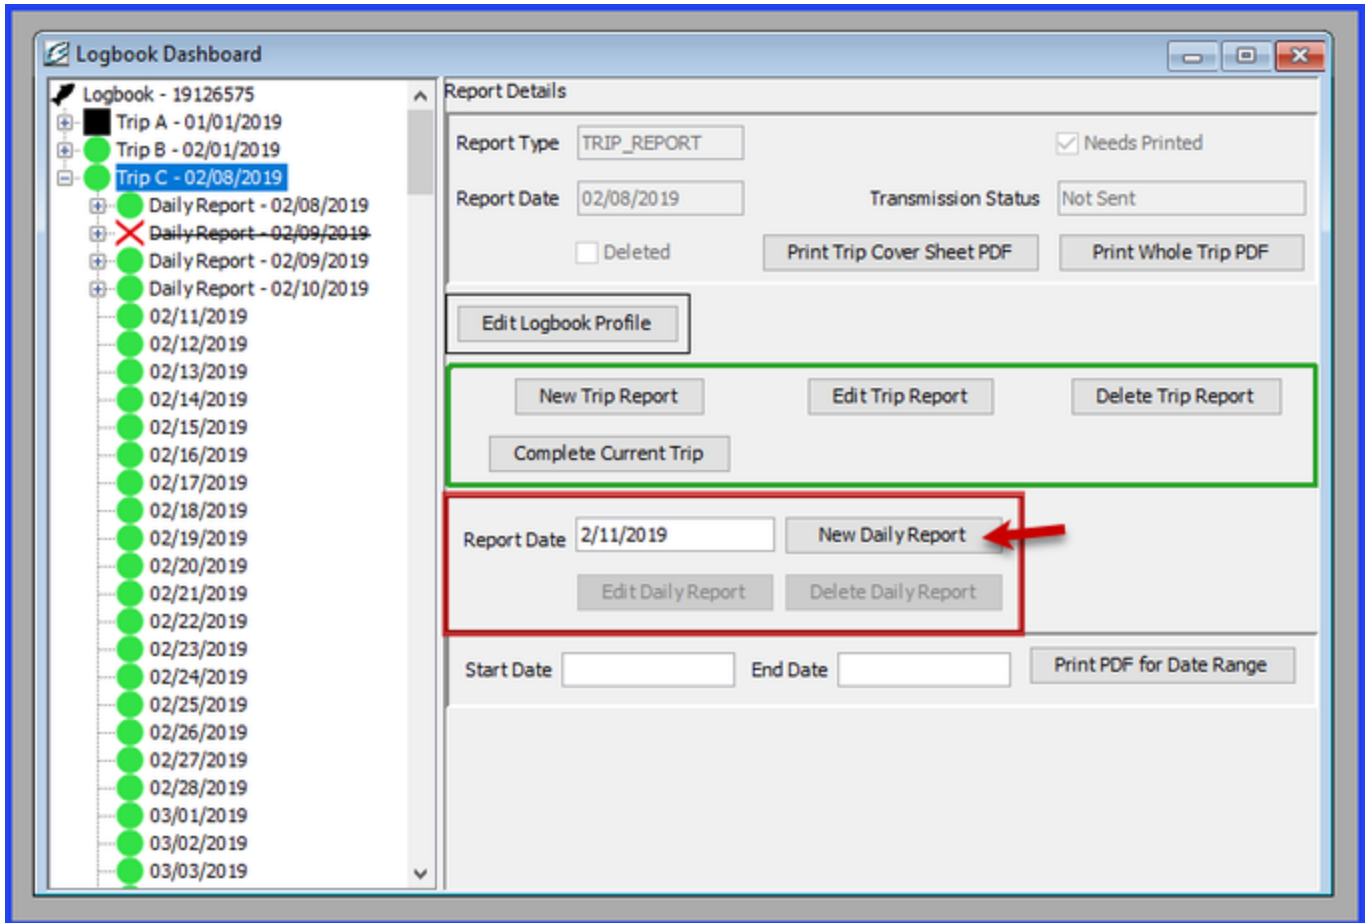 Logbook Dashboard
Logbook - 19126575
Trip A - 01/01/2019
Trip B - 02/01/2019
Trip C - 02/08/2019
Daily Report - 02/08/2019
Daily Report - 02/09/2019
Daily Report - 02/09/2019
Daily Report - 02/10/2019
02/11/2019
02/12/2019
02/13/2019
02/14/2019
02/15/2019
02/16/2019
02/17/2019
02/18/2019
02/19/2019
02/20/2019
02/21/2019
02/22/2019
02/23/2019
02/24/2019
02/25/2019
02/26/2019
02/27/2019
02/28/2019
03/01/2019
03/02/2019
03/03/2019
Report Details
Report Type TRIP_REPORT Needs Printed
Report Date 02/08/2019 Transmission Status Not Sent
Deleted Print Trip Cover Sheet PDF Print Whole Trip PDF
Edit Logbook Profile
New Trip Report Edit Trip Report Delete Trip Report
Complete Current Trip
Report Date 2/11/2019 New Daily Report
Edit Daily Report Delete Daily Report
Start Date End Date Print PDF for Date Range